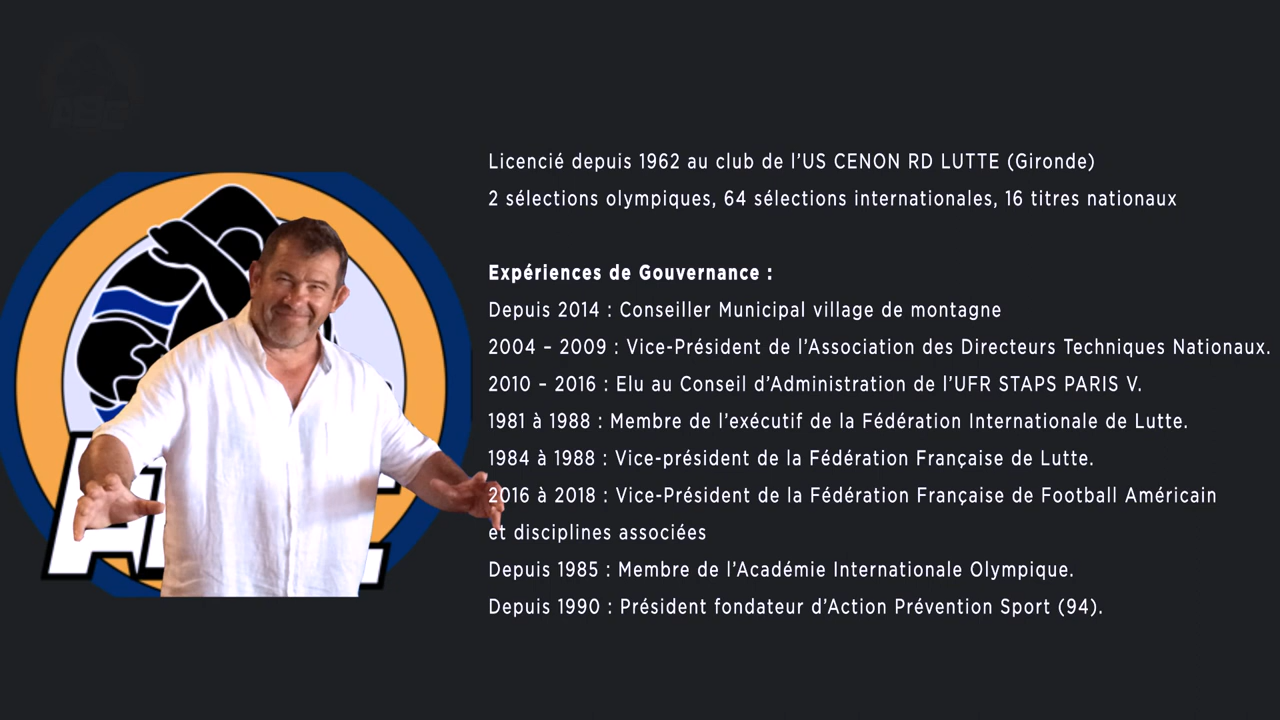 Licencié depuis 1962 au club de l'US CENON RD LUTTE (Gironde)
2 sélections olympiques, 64 sélections internationales, 16 titres nationaux
Expériences de Gouvernance :
Depuis 2014 : Conseiller Municipal village de montagne
2004 – 2009 : Vice-Président de l'Association des Directeurs Techniques Nationaux.
2010 – 2016 : Elu au Conseil d'Administration de l'UFR STAPS PARIS V.
1981 à 1988 : Membre de l'exécutif de la Fédération Internationale de Lutte.
1984 à 1988 : Vice-président de la Fédération Française de Lutte.
2016 à 2018 : Vice-Président de la Fédération Française de Football Américain
et disciplines associées
Depuis 1985 : Membre de l'Académie Internationale Olympique.
Depuis 1990 : Président fondateur d'Action Prévention Sport (94).